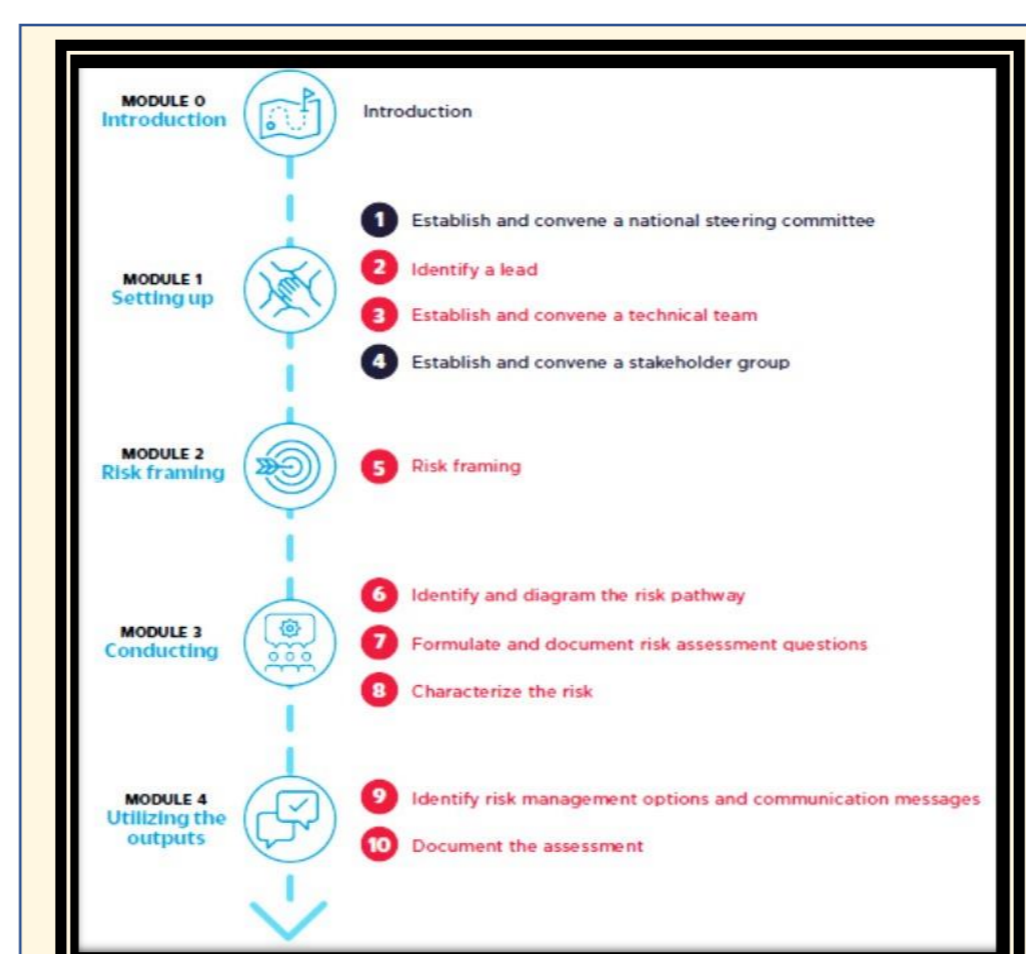 MODULE 0
Introduction
Introduction
1 Establish and convene a national steering committee
MODULE 1
Setting up
2 Identify a lead
3 Establish and convene a technical team
4 Establish and convene a stakeholder group
MODULE 2
Risk framing
5 Risk framing
MODULE 3
Conducting
6 Identify and diagram the risk pathway
7 Formulate and document risk assessment questions
8 Characterize the risk
MODULE 4
Utilizing the
outputs
9 Identify risk management options and communication messages
10 Document the assessment